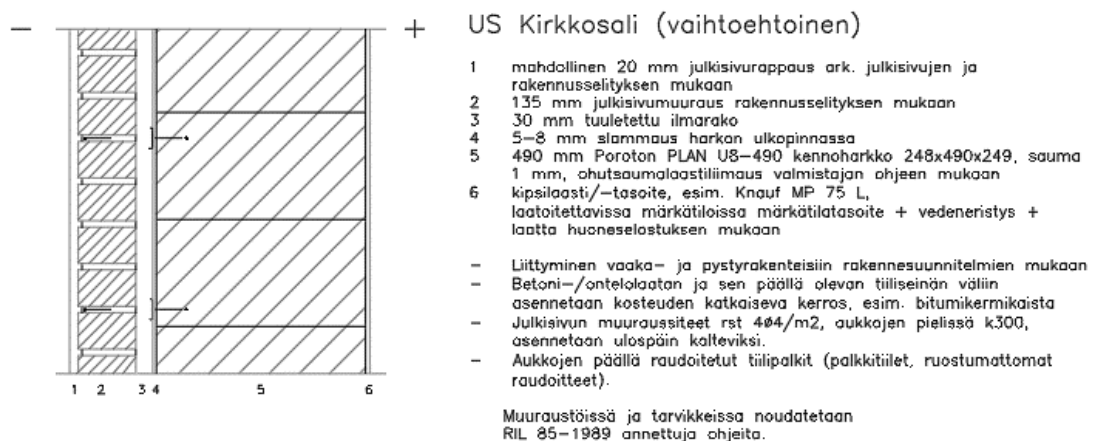 − + US Kirkkosali (vaihtoehtoinen)
1 mahdollinen 20 mm julkisivurappaus ark. julkisivujen ja
rakennusselityksen mukaan
2 135 mm julkisivumuuraus rakennusselityksen mukaan
3 30 mm tuuletettu ilmarako
4 5−8 mm slammaus harkon ulkopinnassa
5 490 mm Poroton PLAN U8−490 kennoharkko 248x490x249, sauma
1 mm, ohutsaumalaastiliimaus valmistajan ohjeen mukaan
6 kipsilaasti/−tasoite, esim. Knauf MP 75 L,
laatoitettavissa märkätiloissa märkätilatasoite + vedeneristys +
laatta huoneselostuksen mukaan
− Liittyminen vaaka− ja pystyrakenteisiin rakennesuunnitelmien mukaan
− Betoni−/ontelolaatan ja sen päällä olevan tiiliseinän väliin
asennetaan kosteuden katkaiseva kerros, esim. bitumikermikaista
− Julkisivun muuraussiteet rst 4ø4/m2, aukkojen pielissä k300,
asennetaan ulospäin kalteviksi.
− Aukkojen päällä raudoitetut tiilipalkit (palkkitiilet, ruostumattomat
raudoitteet).
Muuraustöissä ja tarvikkeissa noudatetaan
RIL 85−1989 annettuja ohjeita.
1 2 3 4 5 6